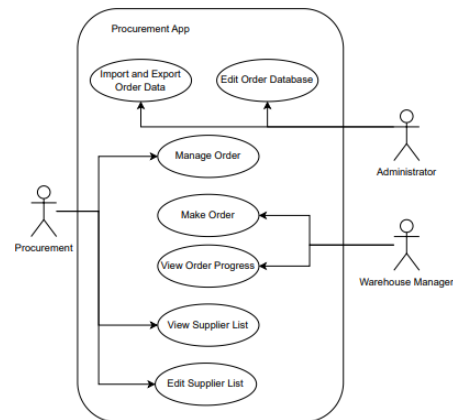 Procurement App
Import and Export
Order Data
Edit Order Database
Manage Order
Administrator
Make Order
Procurement
View Order Progress
Warehouse Manager
View Supplier List
Edit Supplier List